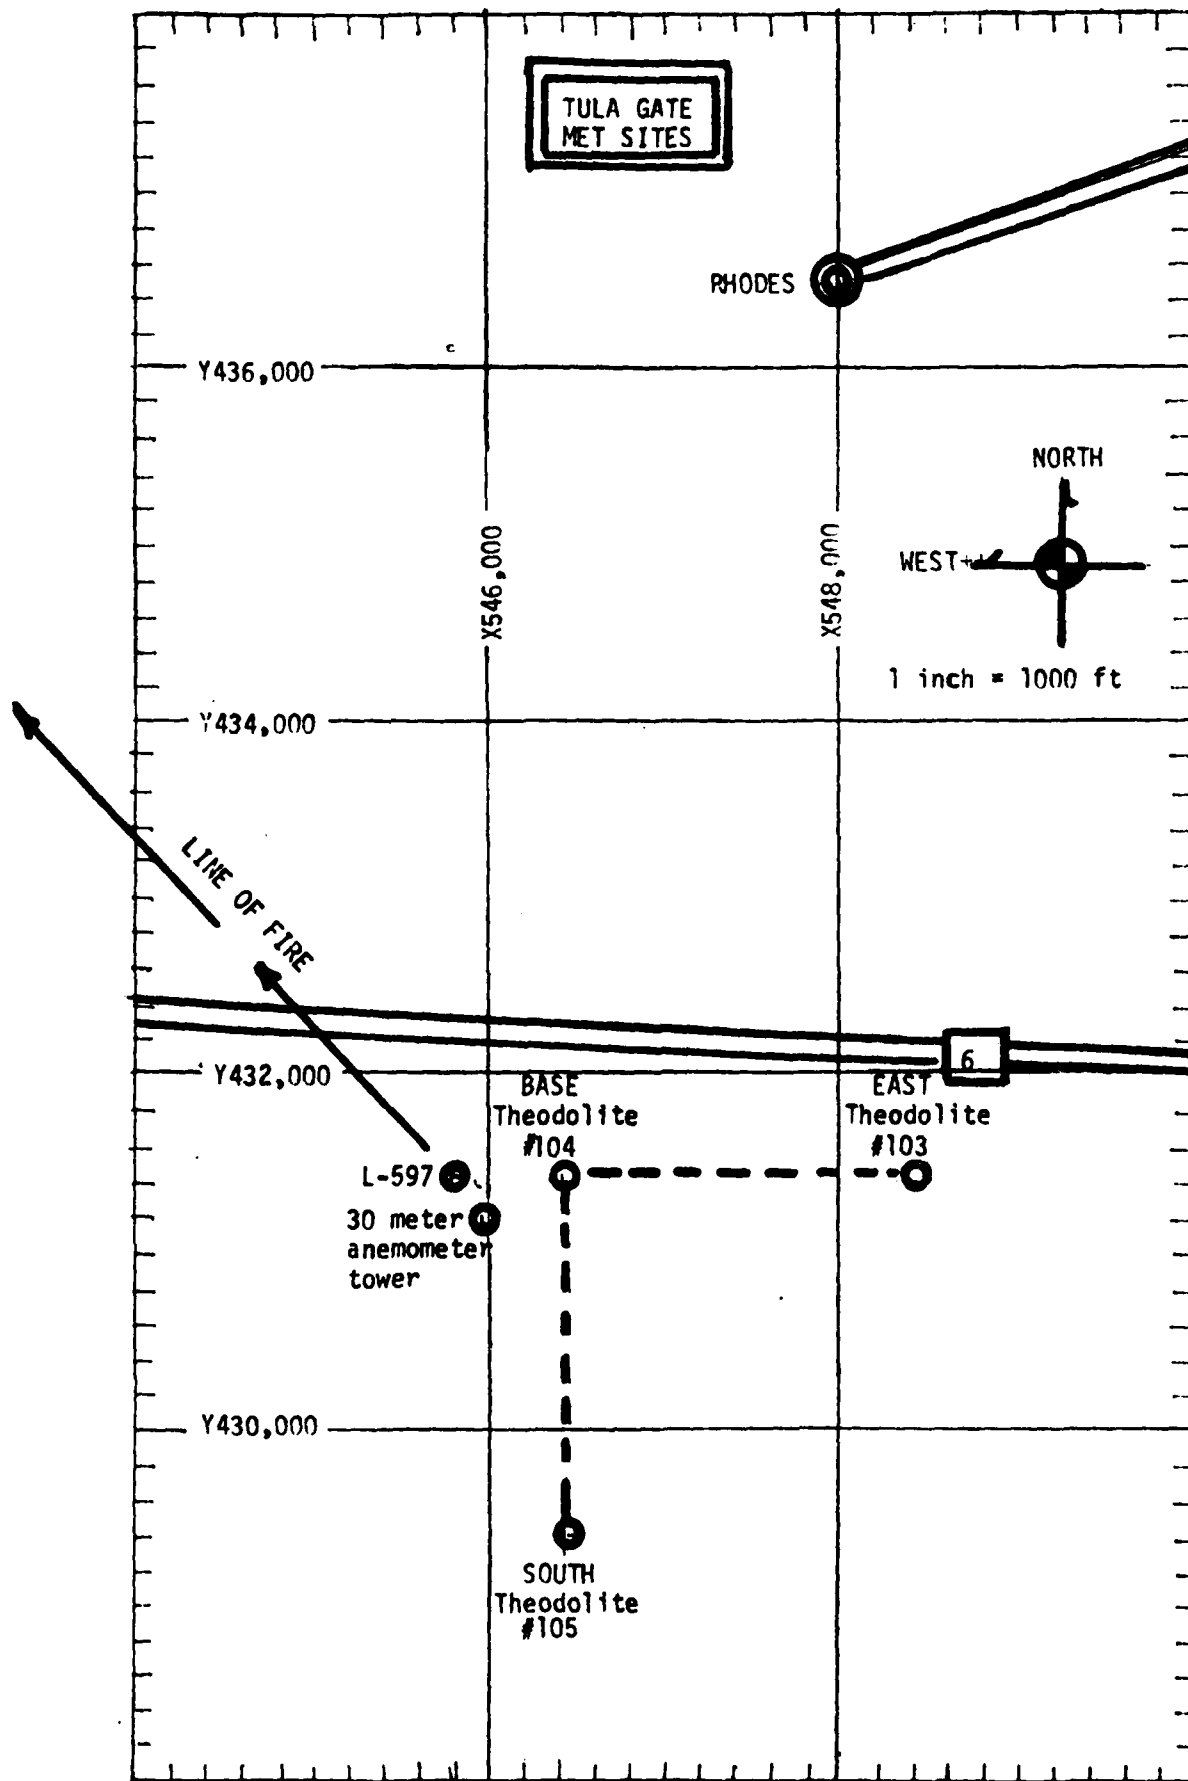 TULA GATE
MET SITES
RHODES
Y436,000
NORTH
X546,000
X548,000
WEST
1 inch = 1000 ft
Y434,000
LINE OF FIRE
6
Y432,000
BASE
Theodolite
#104
EAST
Theodolite
#103
L-597
30 meter
anemometer
tower
Y430,000
SOUTH
Theodolite
#105